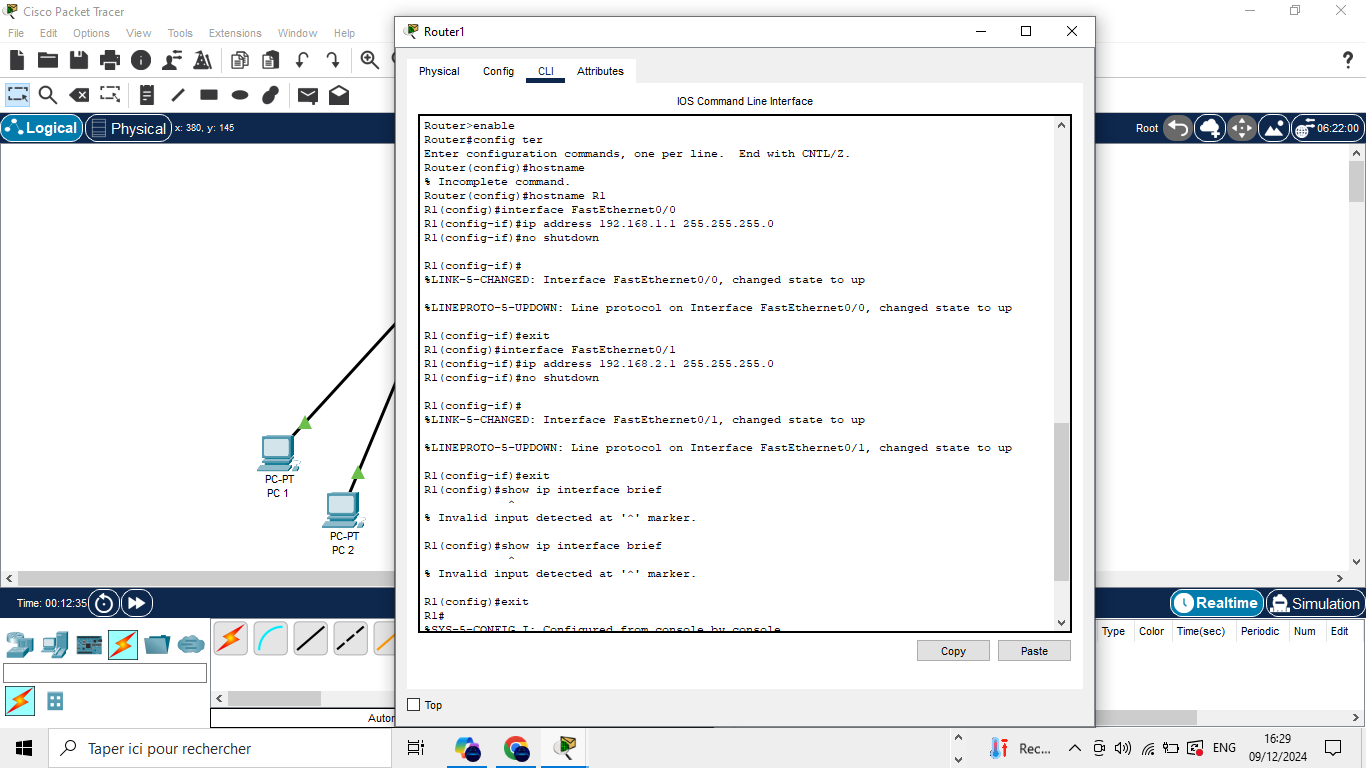 Cisco Packet Tracer
File Edit Options View Tools Extensions Window Help
Logical Physical x: 380, y: 145
Root 06:22:00
Router1
Physical Config CLI Attributes
IOS Command Line Interface
Router>enable
Router#config ter
Enter configuration commands, one per line.  End with CNTL/Z.
Router(config)#hostname
% Incomplete command.
Router(config)#hostname R1
R1(config)#interface FastEthernet0/0
R1(config-if)#ip address 192.168.1.1 255.255.255.0
R1(config-if)#no shutdown
R1(config-if)#
%LINK-5-CHANGED: Interface FastEthernet0/0, changed state to up
%LINEPROTO-5-UPDOWN: Line protocol on Interface FastEthernet0/0, changed state to up
R1(config-if)#exit
R1(config)#interface FastEthernet0/1
R1(config-if)#ip address 192.168.2.1 255.255.255.0
R1(config-if)#no shutdown
R1(config-if)#
%LINK-5-CHANGED: Interface FastEthernet0/1, changed state to up
%LINEPROTO-5-UPDOWN: Line protocol on Interface FastEthernet0/1, changed state to up
R1(config-if)#exit
R1(config)#show ip interface brief
^
% Invalid input detected at '^' marker.
R1(config)#show ip interface brief
^
% Invalid input detected at '^' marker.
R1(config)#exit
R1#
%SYS-5-CONFIG_I: Configured from console by console
Copy Paste
Top
PC-PT
PC 1
PC-PT
PC 2
Time: 00:12:35
Realtime Simulation
Type Color Time(sec) Periodic Num Edit
Autor
Taper ici pour rechercher
Rec... ENG
16:29
09/12/2024